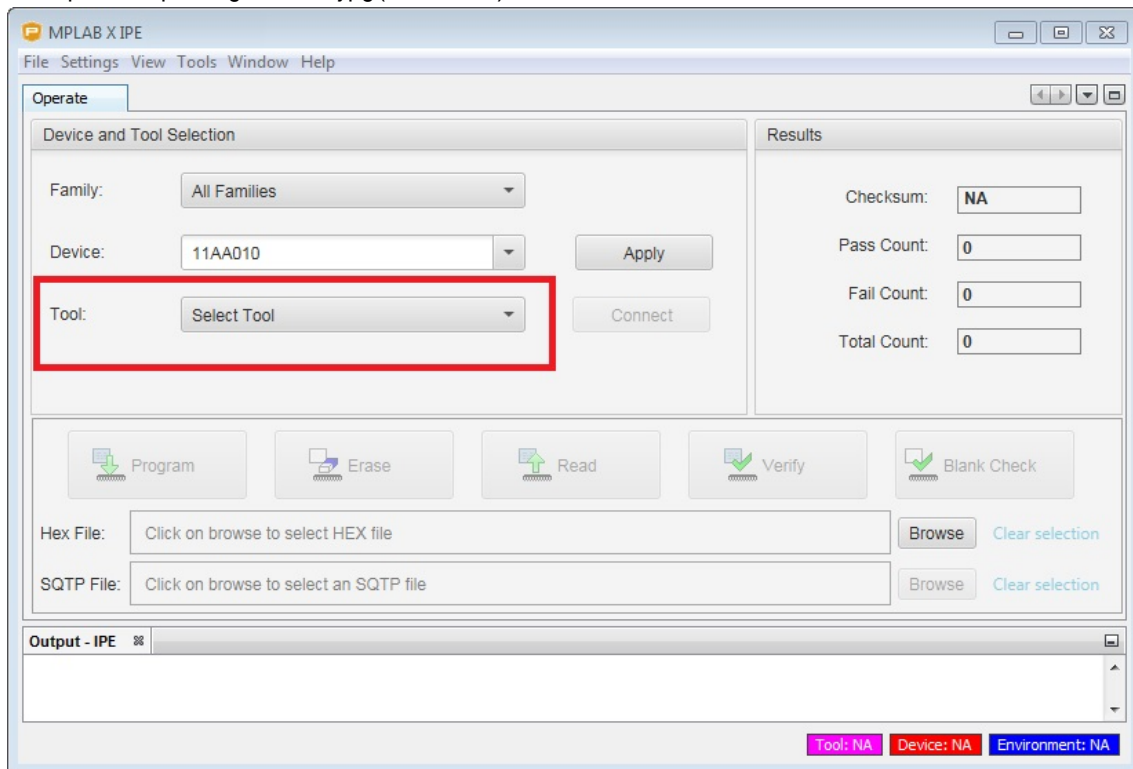 MPLAB X IPE
File Settings View Tools Window Help
Operate
Device and Tool Selection
Results
Family: All Families
Checksum: NA
Device: 11AA010 Apply
Pass Count: 0
Tool: Select Tool Connect
Fail Count: 0
Total Count: 0
Program Erase Read Verify Blank Check
Hex File: Click on browse to select HEX file Browse Clear selection
SQTP File: Click on browse to select an SQTP file Browse Clear selection
Output - IPE
Tool: NA Device: NA Environment: NA